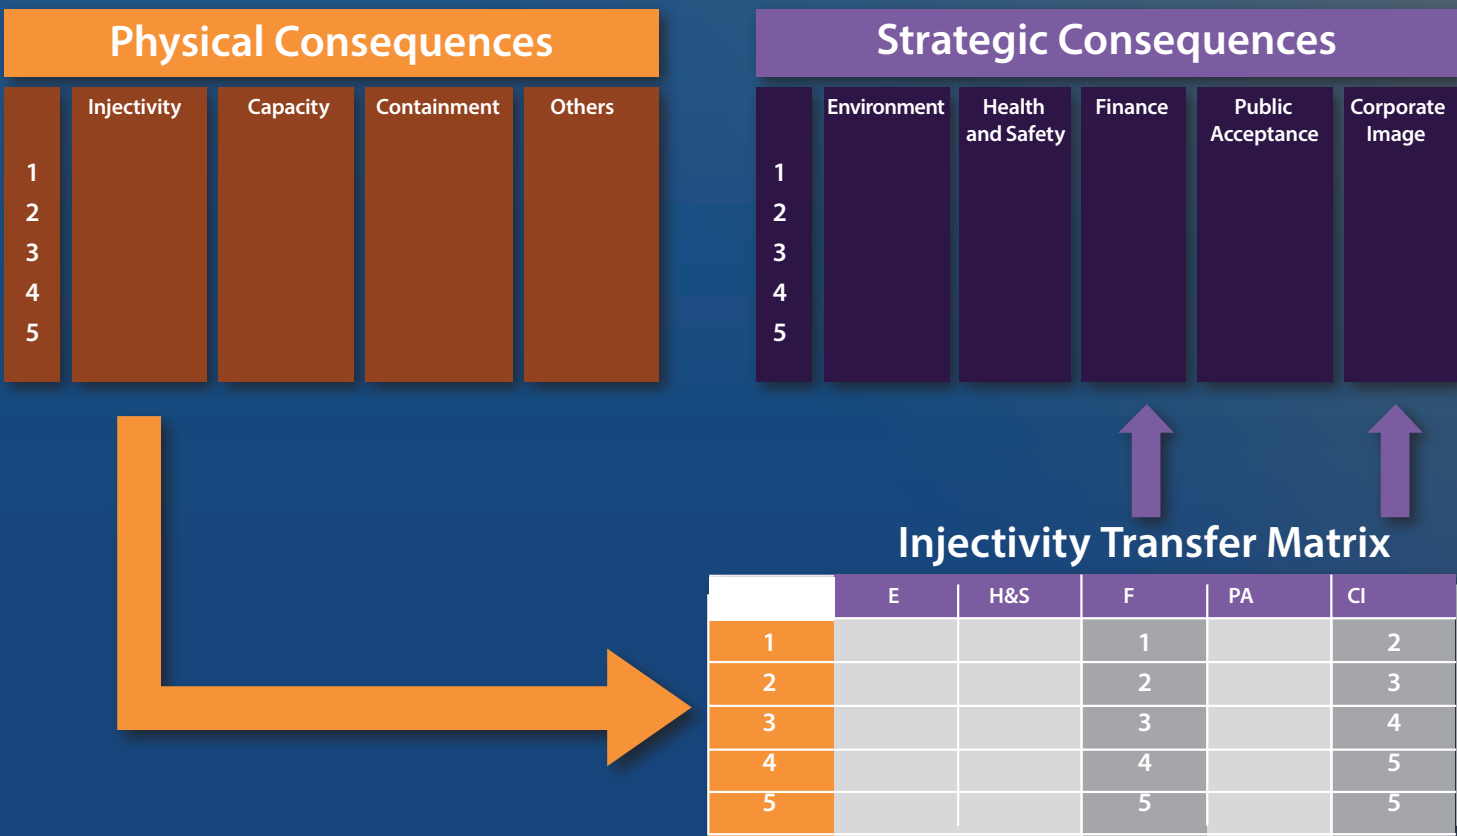 Physical Consequences
Injectivity Capacity Containment Others
1
2
3
4
5
Strategic Consequences
Environment Health and Safety Finance Public Acceptance Corporate Image
1
2
3
4
5
Injectivity Transfer Matrix
E H&S F PA CI
1 1 2
2 2 3
3 3 4
4 4 5
5 5 5